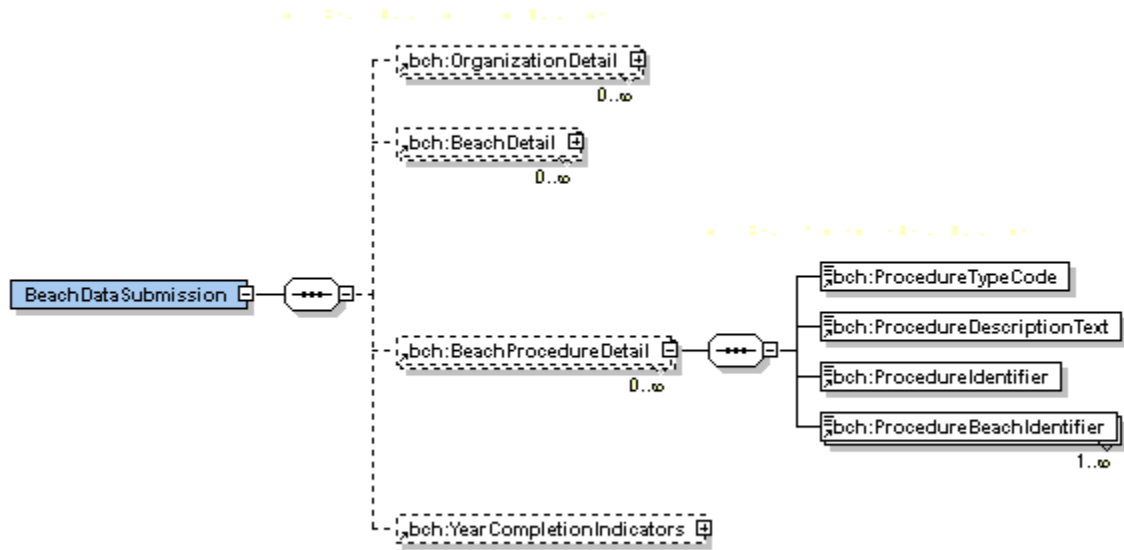 bch:OrganizationDetail
0..∞
bch:BeachDetail
0..∞
BeachDataSubmission
bch:BeachProcedureDetail
0..∞
bch:ProcedureTypeCode
bch:ProcedureDescriptionText
bch:ProcedureIdentifier
bch:ProcedureBeachIdentifier
1..∞
bch:YearCompletionIndicators